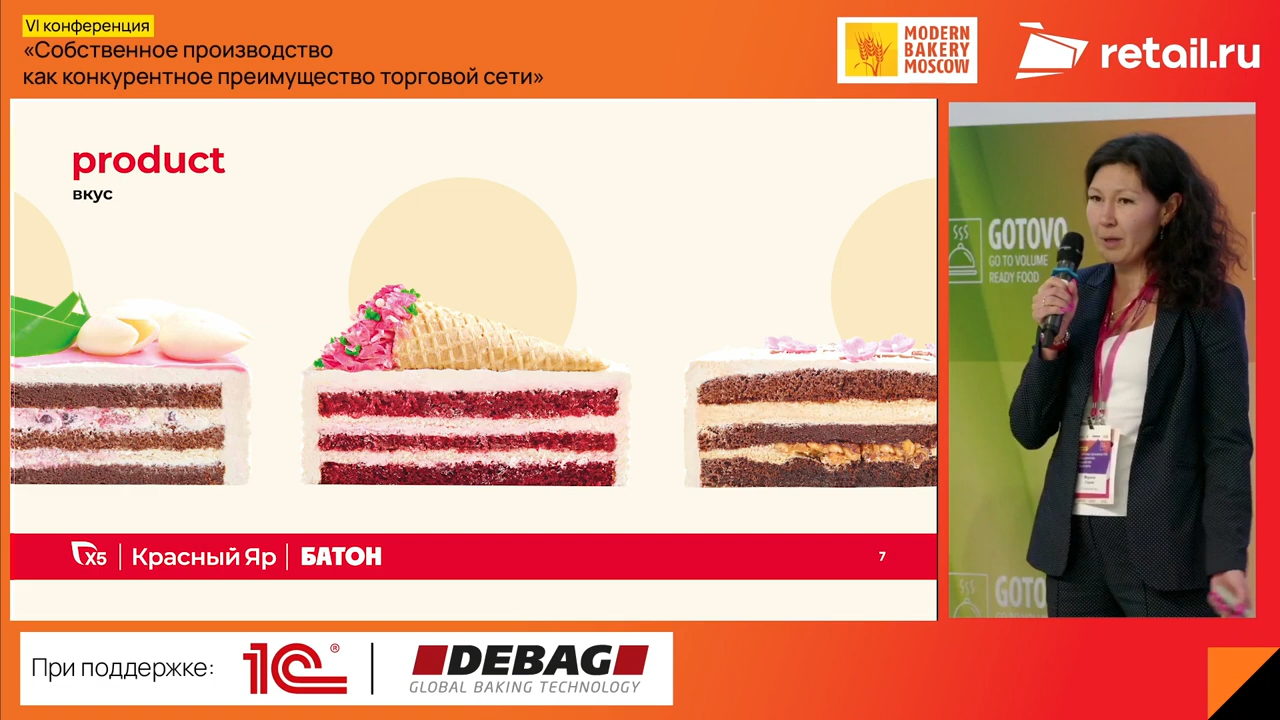 VI конференция
«Собственное производство
как конкурентное преимущество торговой сети»
MODERN
BAKERY
MOSCOW
retail.ru
product
вкус
X5 | Красный Яр | БАТОН
7
GOTOVO
GO TO VOLUME
READY FOOD
GOTO
При поддержке:
1С®
DEBAG
GLOBAL BAKING TECHNOLOGY